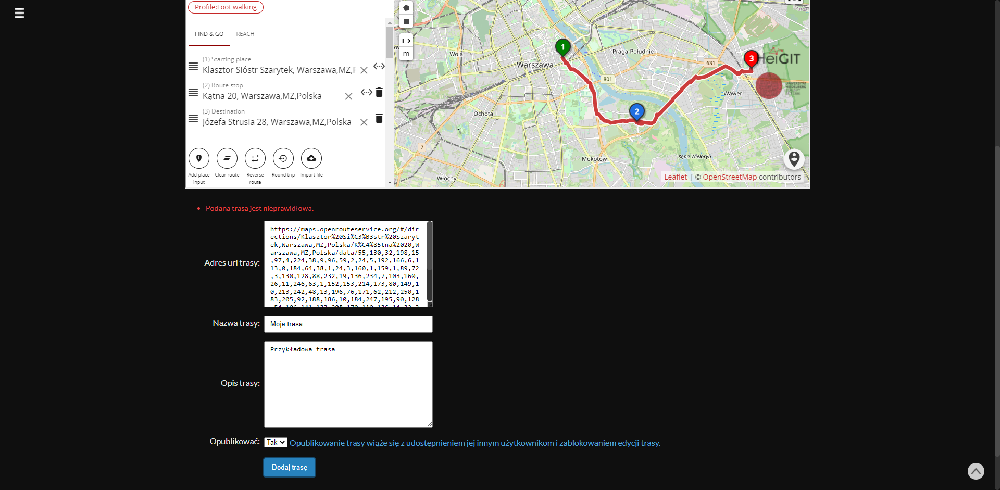 Profile:Foot walking
FIND & GO
REACH
(1) Starting place
Klasztor Sióstr Szarytek, Warszawa,MZ,F
(2) Route stop
Kątna 20, Warszawa,MZ,Polska
(3) Destination
Józefa Strusia 28, Warszawa,MZ,Polska
Add place input
Clear route
Reverse route
Round trip
Import file
m
Wola
Warszawa
Praga-Południe
631
801
Wawer
Ochota
7
Mokotów
Kępa Wieloryb
Włochy
1
2
3
HeiGIT
UNIVERSITÄT
HEIDELBERG
ZUKUNFT
SEIT 1386
Leaflet | © OpenStreetMap contributors
Podana trasa jest nieprawidłowa.
Adres url trasy:
https://maps.openrouteservice.org/#/dir
ections/Klasztor%20Si%C3%B3str%20Szaryt
ek,Warszawa,MZ,Polska/K%C4%85tna%2020,W
arszawa,MZ,Polska/data/55,130,32,198,15
,97,4,224,38,9,96,59,2,24,5,192,166,6,1
13,0,184,64,38,1,24,3,160,1,159,1,89,72
,3,130,128,88,232,19,136,234,7,103,160,
26,11,246,63,1,152,153,214,173,80,149,1
0,213,242,48,13,196,76,171,62,212,250,1
83,205,92,188,186,10,184,247,195,90,128
Nazwa trasy:
Moja trasa
Opis trasy:
Przykładowa trasa
Opublikować:
Tak
Opublikowanie trasy wiąże się z udostępnieniem jej innym użytkownikom i zablokowaniem edycji trasy.
Dodaj trasę